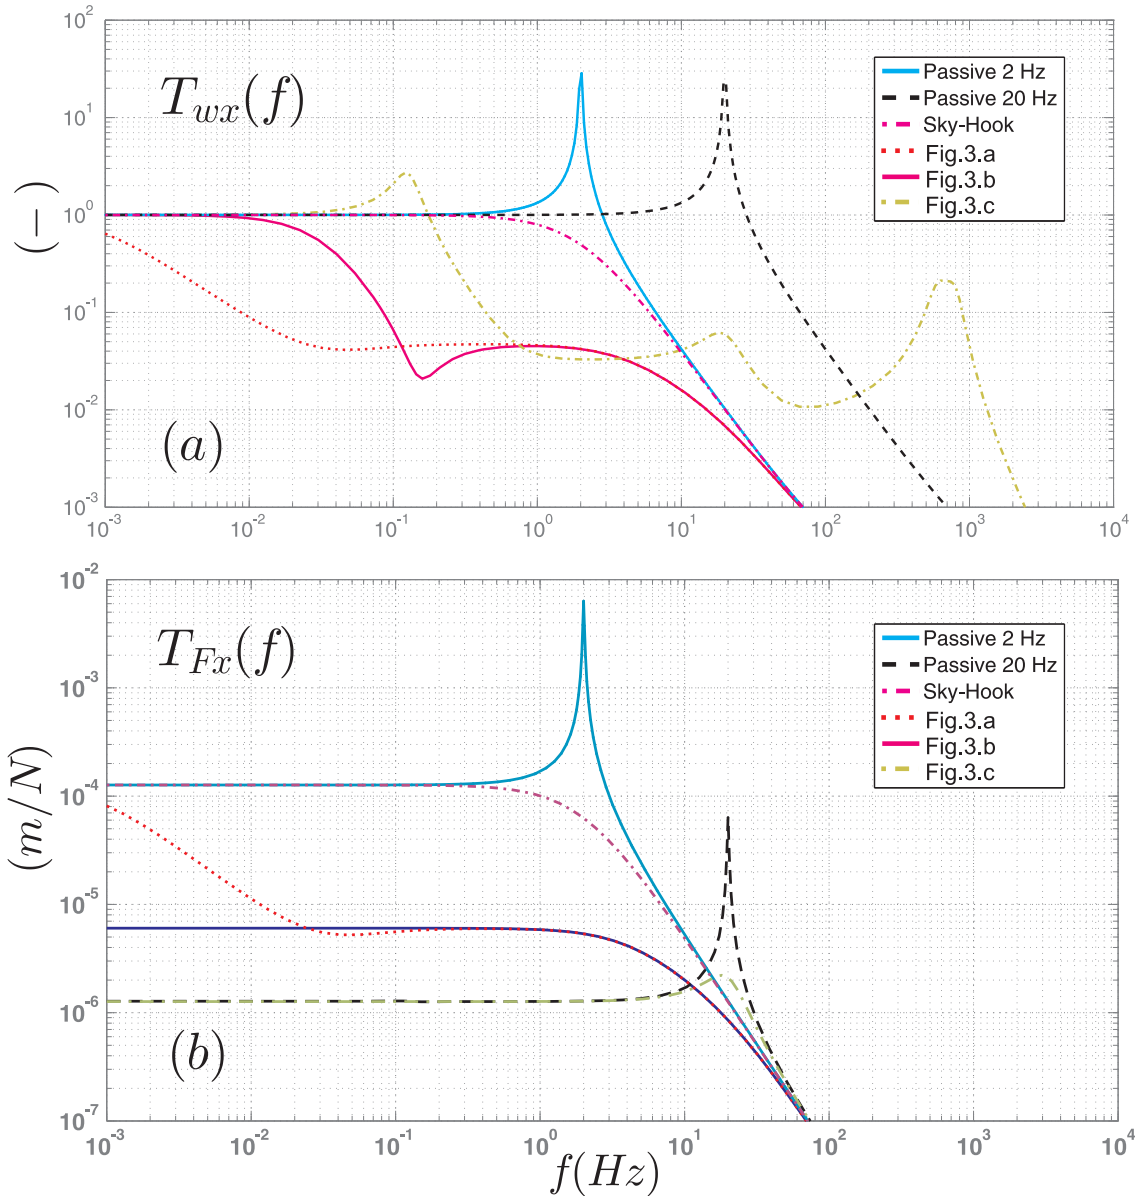 10^2
10^1
10^0
10^-1
10^-2
10^-3
(−)
T_wx(f)
(a)
Passive 2 Hz
Passive 20 Hz
Sky-Hook
Fig.3.a
Fig.3.b
Fig.3.c
10^-3 10^-2 10^-1 10^0 10^1 10^2 10^3 10^4
10^-2
10^-3
10^-4
10^-5
10^-6
10^-7
(m/N)
T_Fx(f)
(b)
Passive 2 Hz
Passive 20 Hz
Sky-Hook
Fig.3.a
Fig.3.b
Fig.3.c
10^-3 10^-2 10^-1 10^0 10^1 10^2 10^3 10^4
f(Hz)